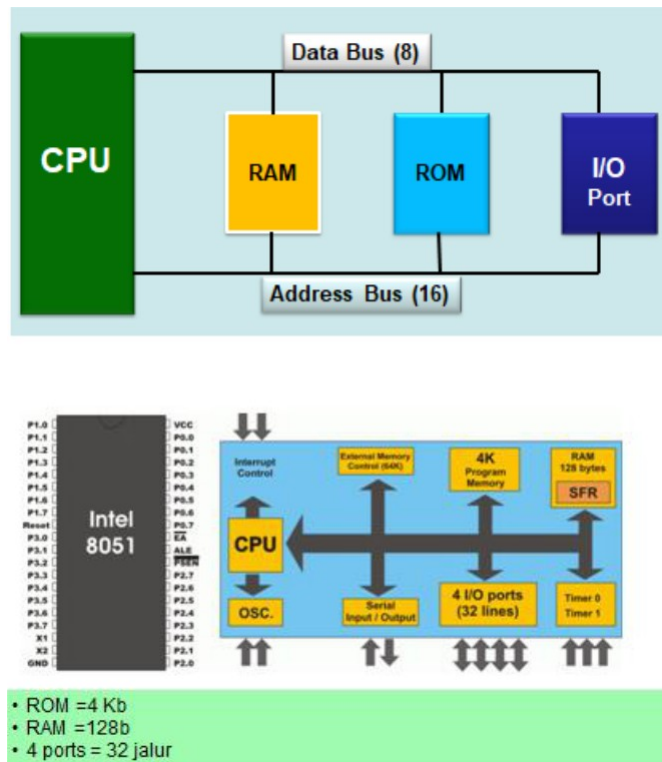 Data Bus (8)
CPU
RAM
ROM
I/O
Port
Address Bus (16)
P1.0
P1.1
P1.2
P1.3
P1.4
P1.5
P1.6
P1.7
Reset
P3.0
P3.1
P3.2
P3.3
P3.4
P3.5
P3.6
P3.7
X1
X2
GND
Intel
8051
VCC
P0.0
P0.1
P0.2
P0.3
P0.4
P0.5
P0.6
P0.7
EA
ALE
PSEN
P2.7
P2.6
P2.5
P2.4
P2.3
P2.2
P2.1
P2.0
Interrupt
Control
External Memory
Control (64K)
4K
Program
Memory
RAM
128 bytes
SFR
CPU
OSC.
Serial
Input / Output
4 I/O ports
(32 lines)
Timer 0
Timer 1
• ROM =4 Kb
• RAM =128b
• 4 ports = 32 jalur